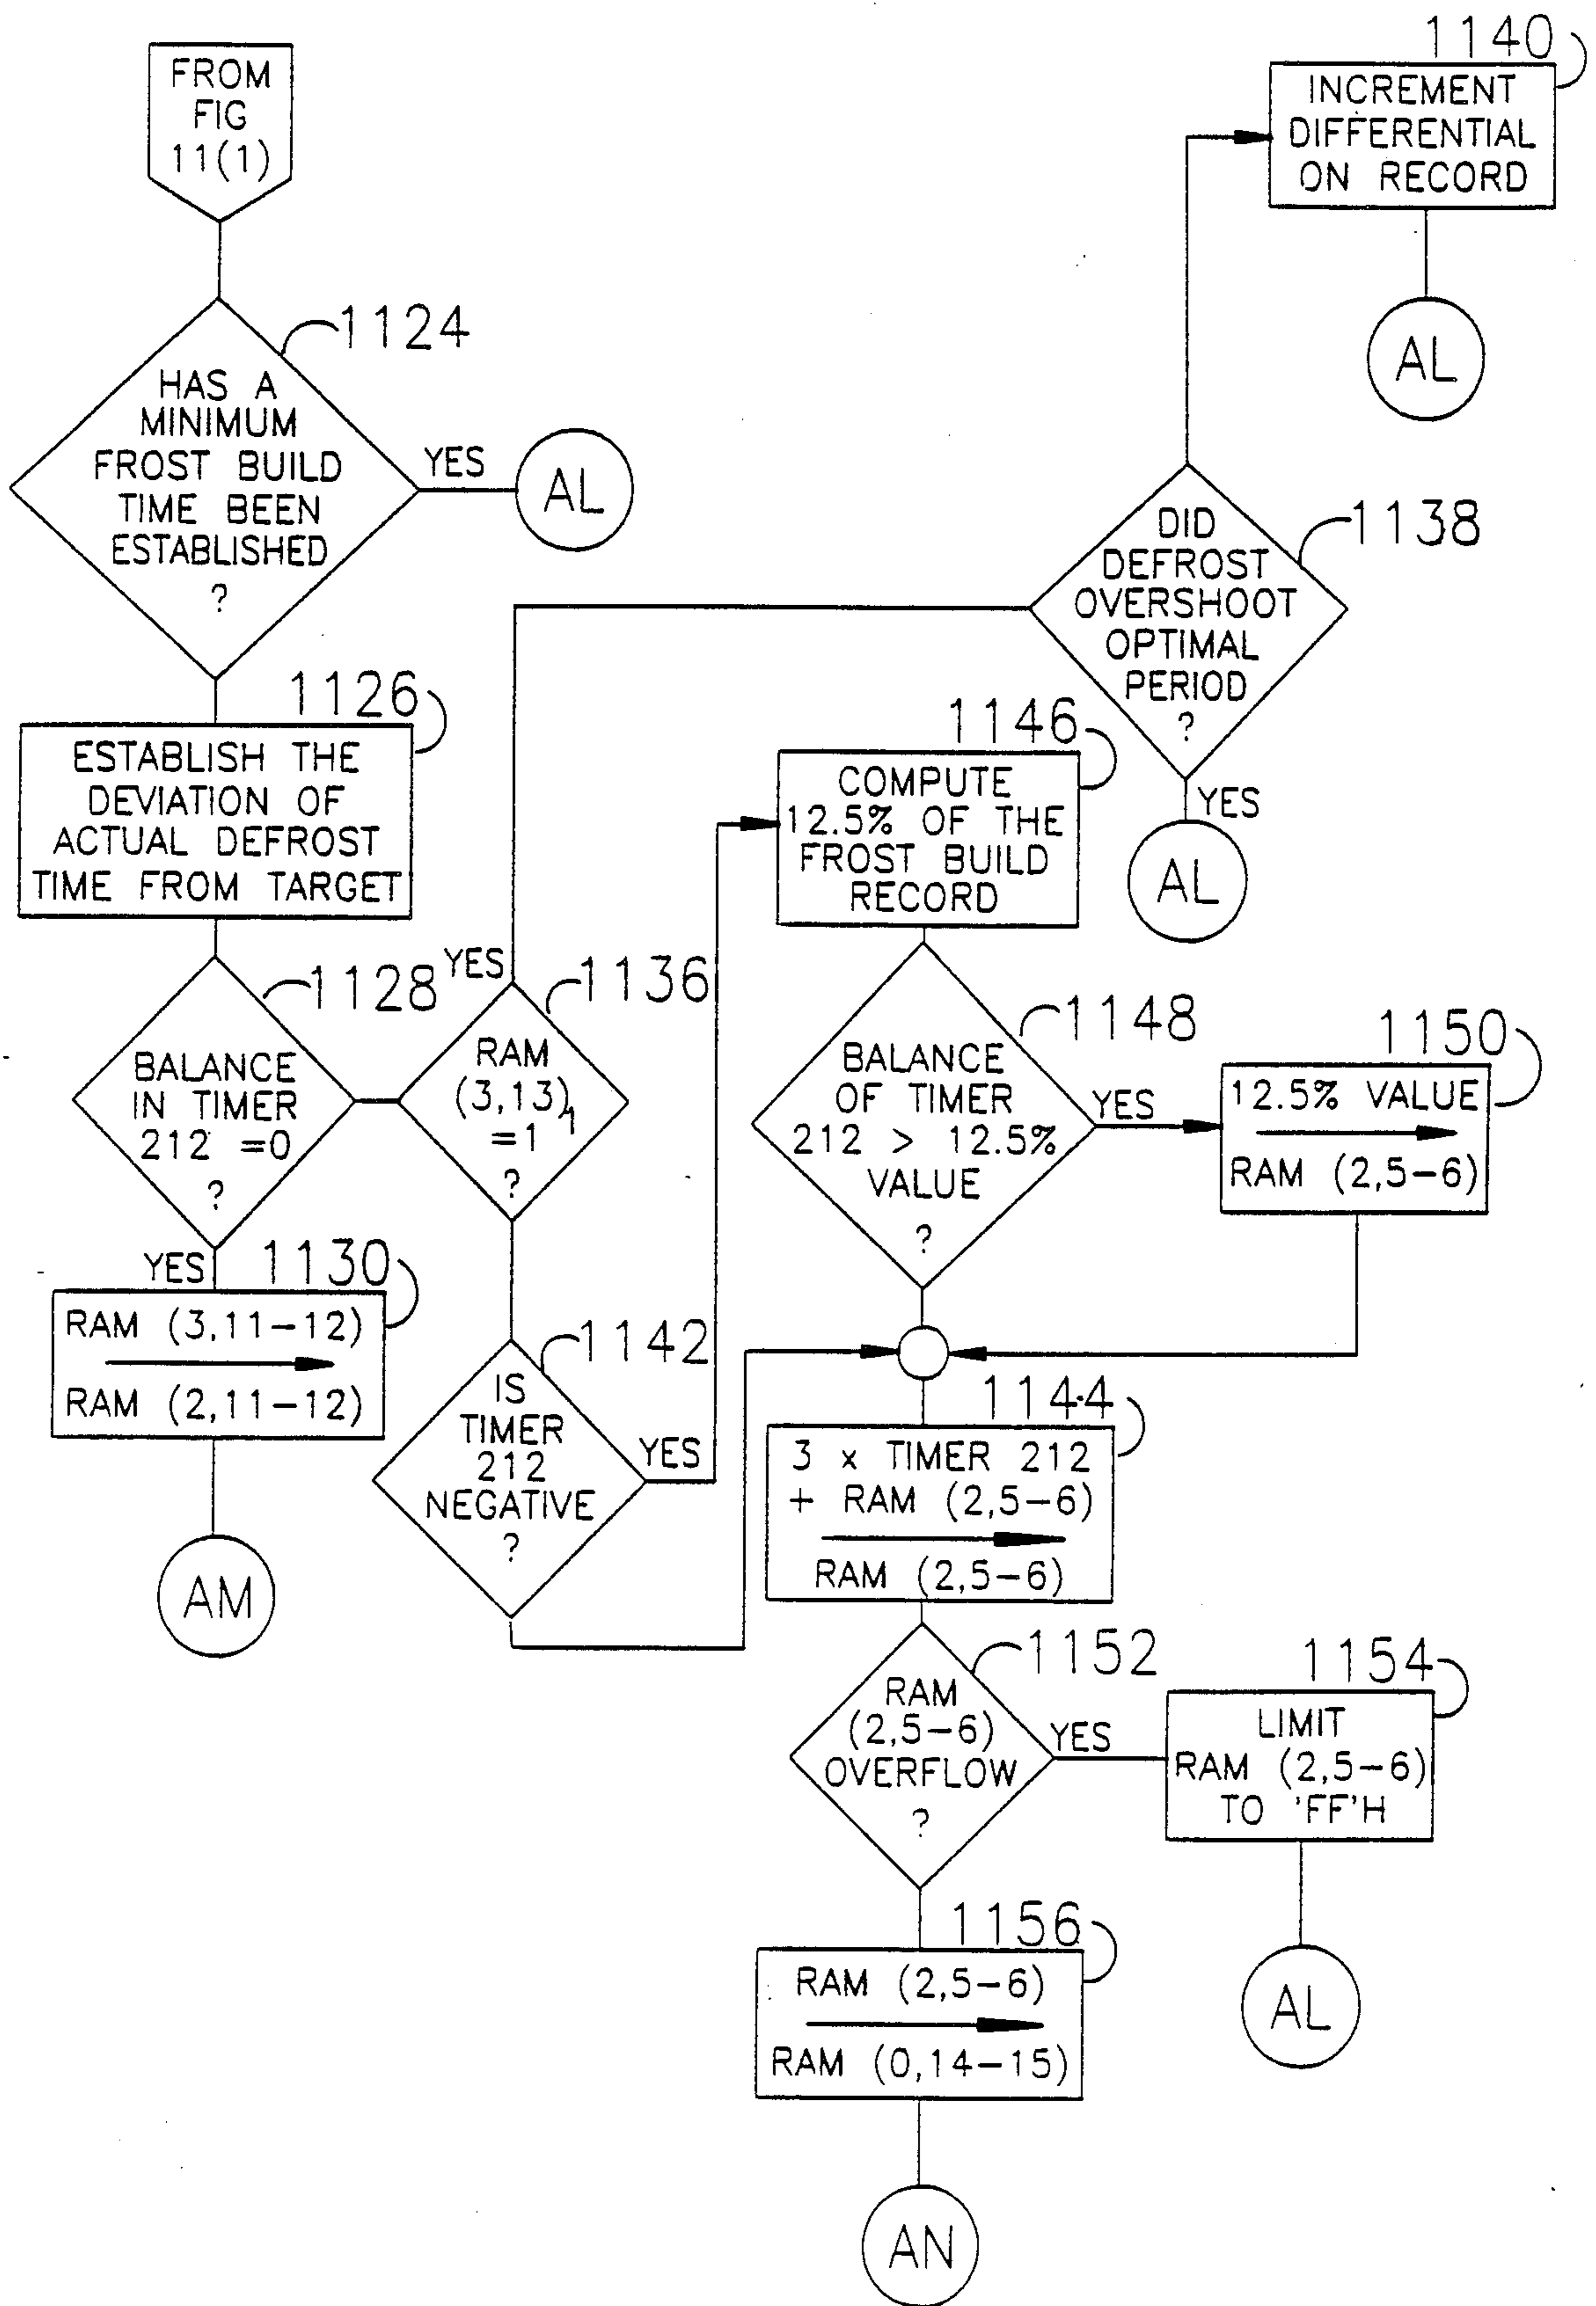 FROM
FIG
11(1)
1124
HAS A
MINIMUM
FROST BUILD
TIME BEEN
ESTABLISHED
?
YES
AL
1126
ESTABLISH THE
DEVIATION OF
ACTUAL DEFROST
TIME FROM TARGET
1128
BALANCE
IN TIMER
212 =0
?
YES
1130
RAM (3,11-12)
RAM (2,11-12)
AM
YES
1136
RAM
(3,13)1
=1
?
1138
DID
DEFROST
OVERSHOOT
OPTIMAL
PERIOD
?
YES
AL
1140
INCREMENT
DIFFERENTIAL
ON RECORD
AL
1142
IS
TIMER
212
NEGATIVE
?
YES
1146
COMPUTE
12.5% OF THE
FROST BUILD
RECORD
1148
BALANCE
OF TIMER
212 > 12.5%
VALUE
?
YES
1150
12.5% VALUE
RAM (2,5-6)
1144
3 x TIMER 212
+ RAM (2,5-6)
RAM (2,5-6)
1152
RAM
(2,5-6)
OVERFLOW
?
YES
1154
LIMIT
RAM (2,5-6)
TO 'FF'H
AL
1156
RAM (2,5-6)
RAM (0,14-15)
AN